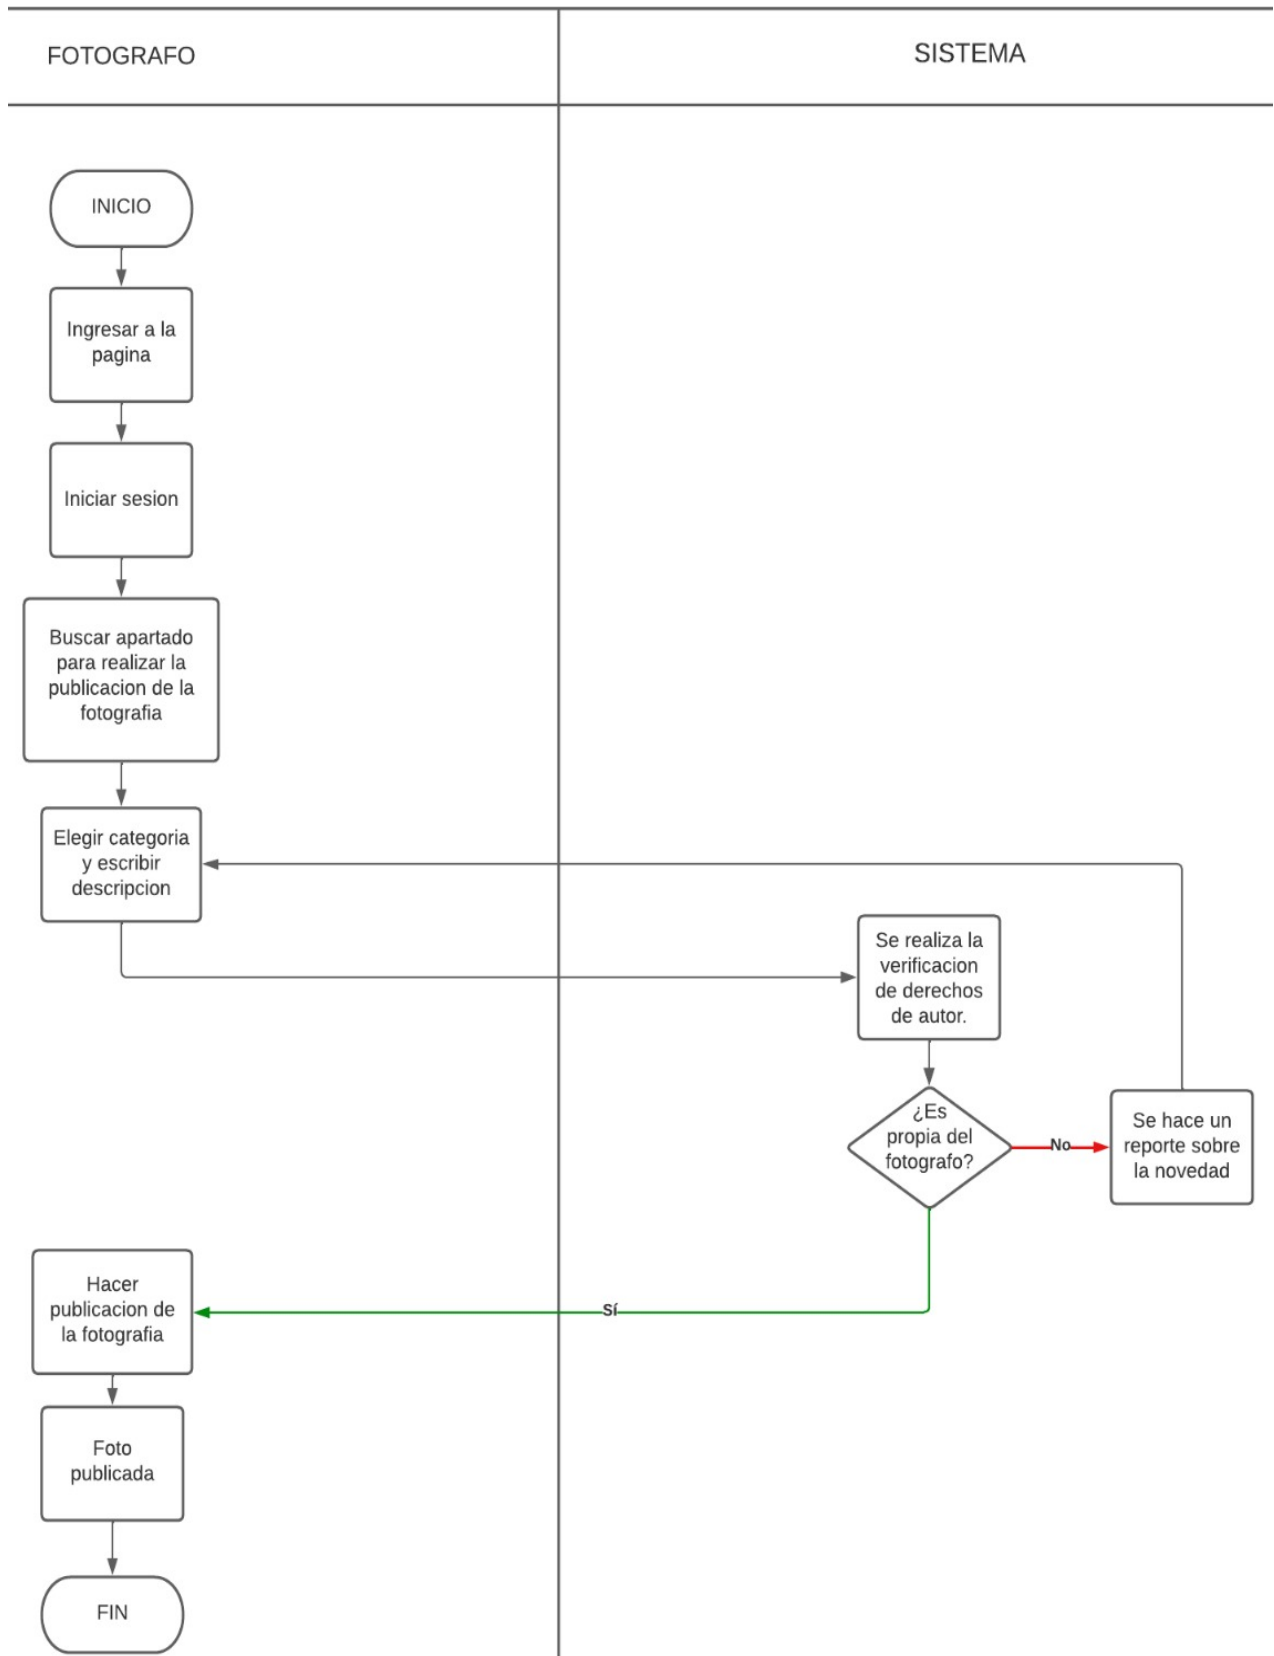 FOTOGRAFO
SISTEMA
INICIO
Ingresar a la
pagina
Iniciar sesion
Buscar apartado
para realizar la
publicacion de la
fotografia
Elegir categoria
y escribir
descripcion
Se realiza la
verificacion
de derechos
de autor.
¿Es
propia del
fotografo?
No
Se hace un
reporte sobre
la novedad
Sí
Hacer
publicacion de
la fotografia
Foto
publicada
FIN